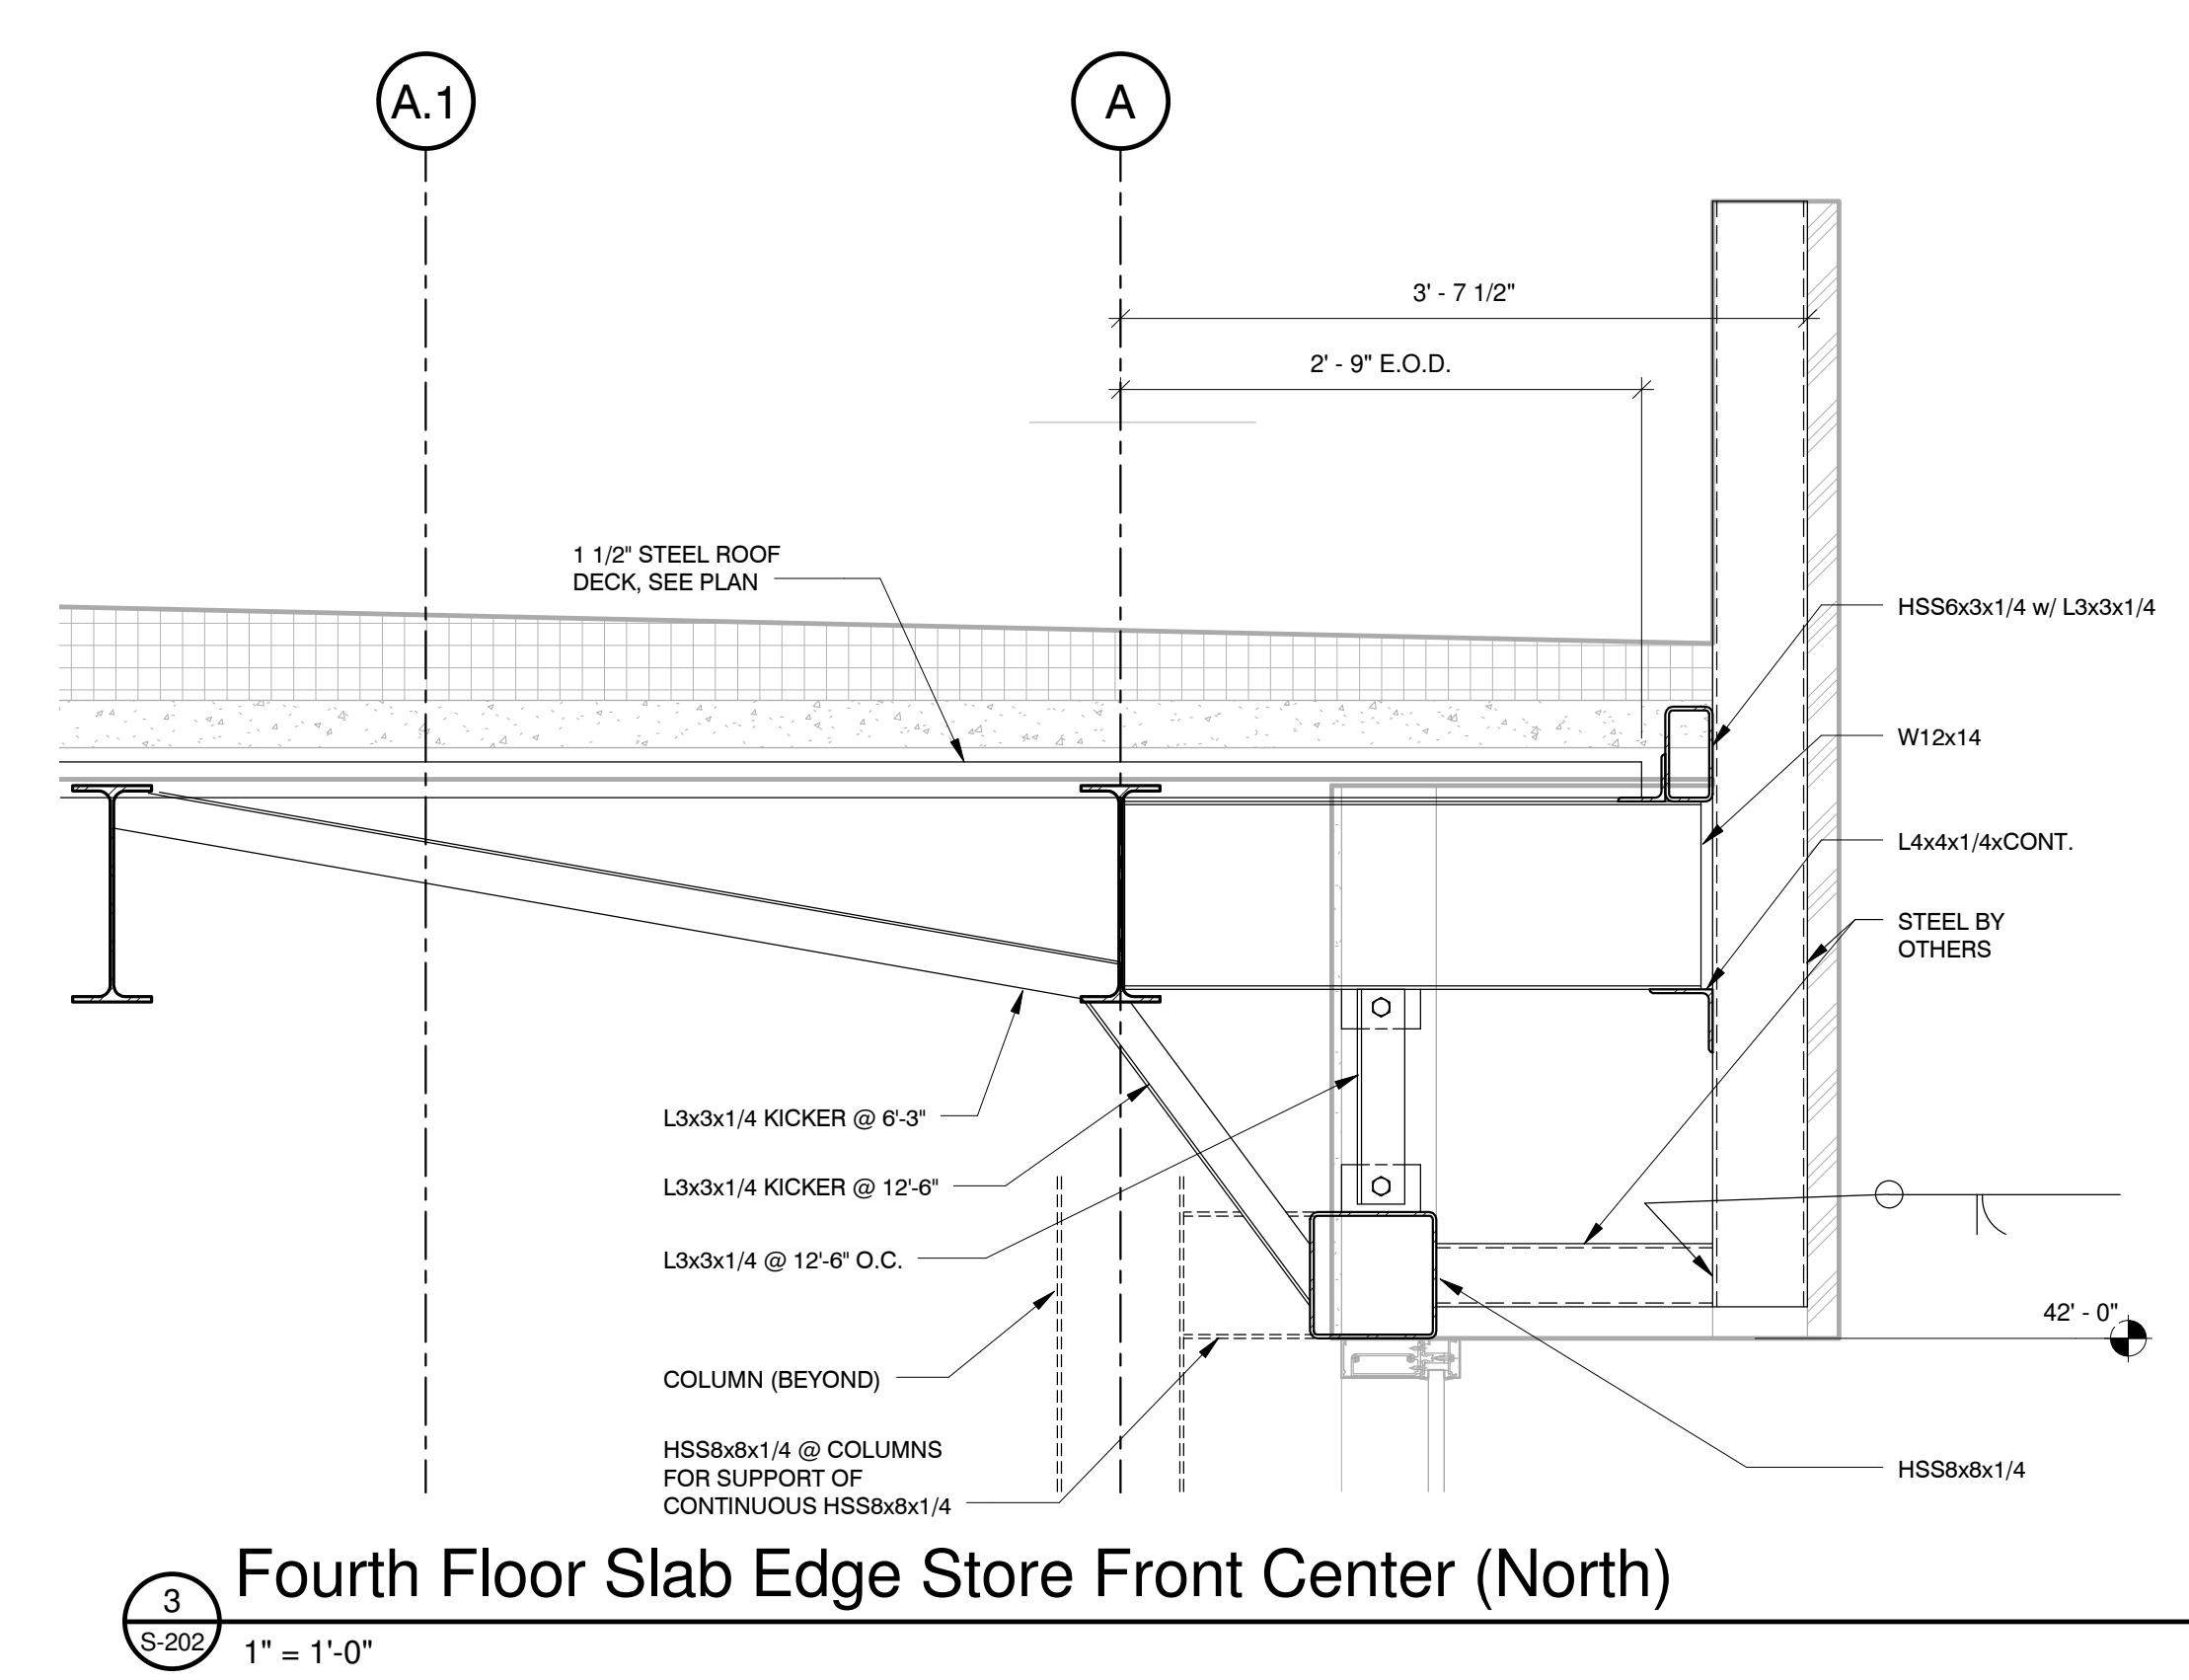 A.1
A
3' - 7 1/2"
2' - 9" E.O.D.
1 1/2" STEEL ROOF
DECK, SEE PLAN
HSS6x3x1/4 w/ L3x3x1/4
W12x14
L4x4x1/4xCONT.
STEEL BY
OTHERS
L3x3x1/4 KICKER @ 6'-3"
L3x3x1/4 KICKER @ 12'-6"
L3x3x1/4 @ 12'-6" O.C.
42' - 0"
COLUMN (BEYOND)
HSS8x8x1/4 @ COLUMNS
FOR SUPPORT OF
CONTINUOUS HSS8x8x1/4
HSS8x8x1/4
Fourth Floor Slab Edge Store Front Center (North)
3
S-202
1" = 1'-0"